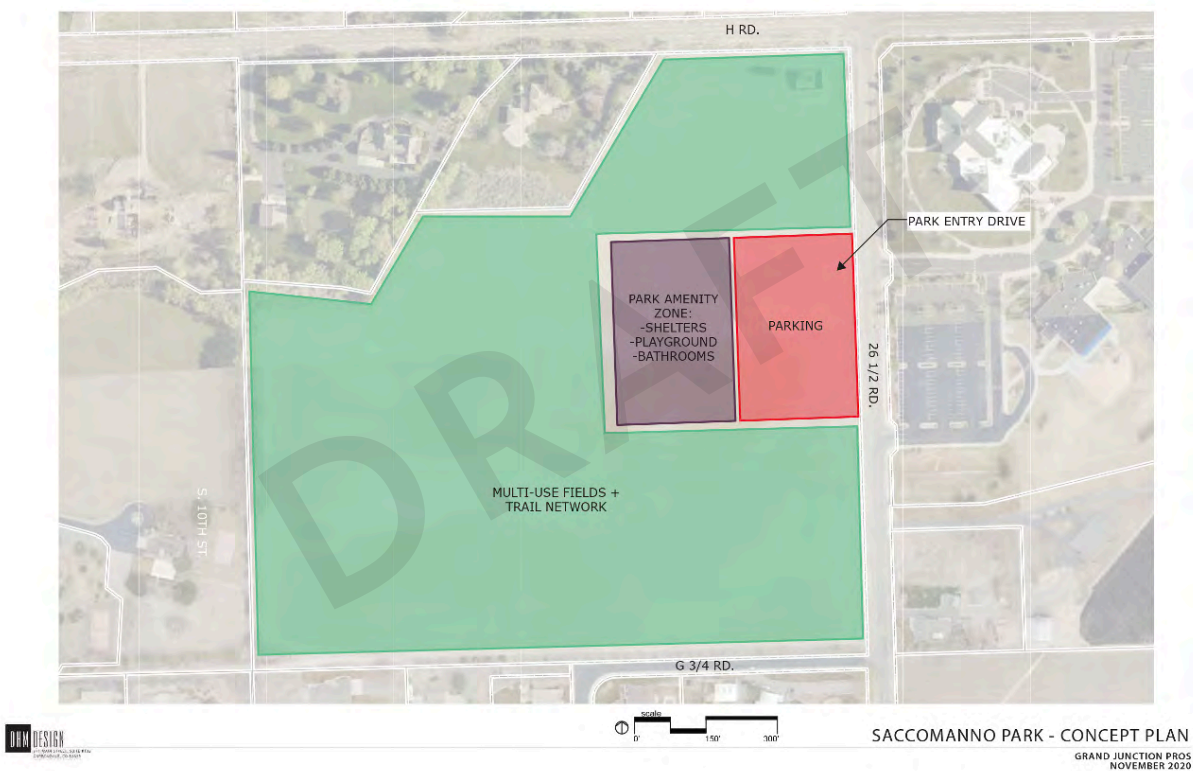 H RD.
PARK ENTRY DRIVE
PARK AMENITY
ZONE:
-SHELTERS
-PLAYGROUND
-BATHROOMS
PARKING
26 1/2 RD.
DRAFT
MULTI-USE FIELDS +
TRAIL NETWORK
S. 10TH ST.
G 3/4 RD.
scale
0' 150' 300'
DHM DESIGN
SACCOMANNO PARK - CONCEPT PLAN
GRAND JUNCTION PROS
NOVEMBER 2020